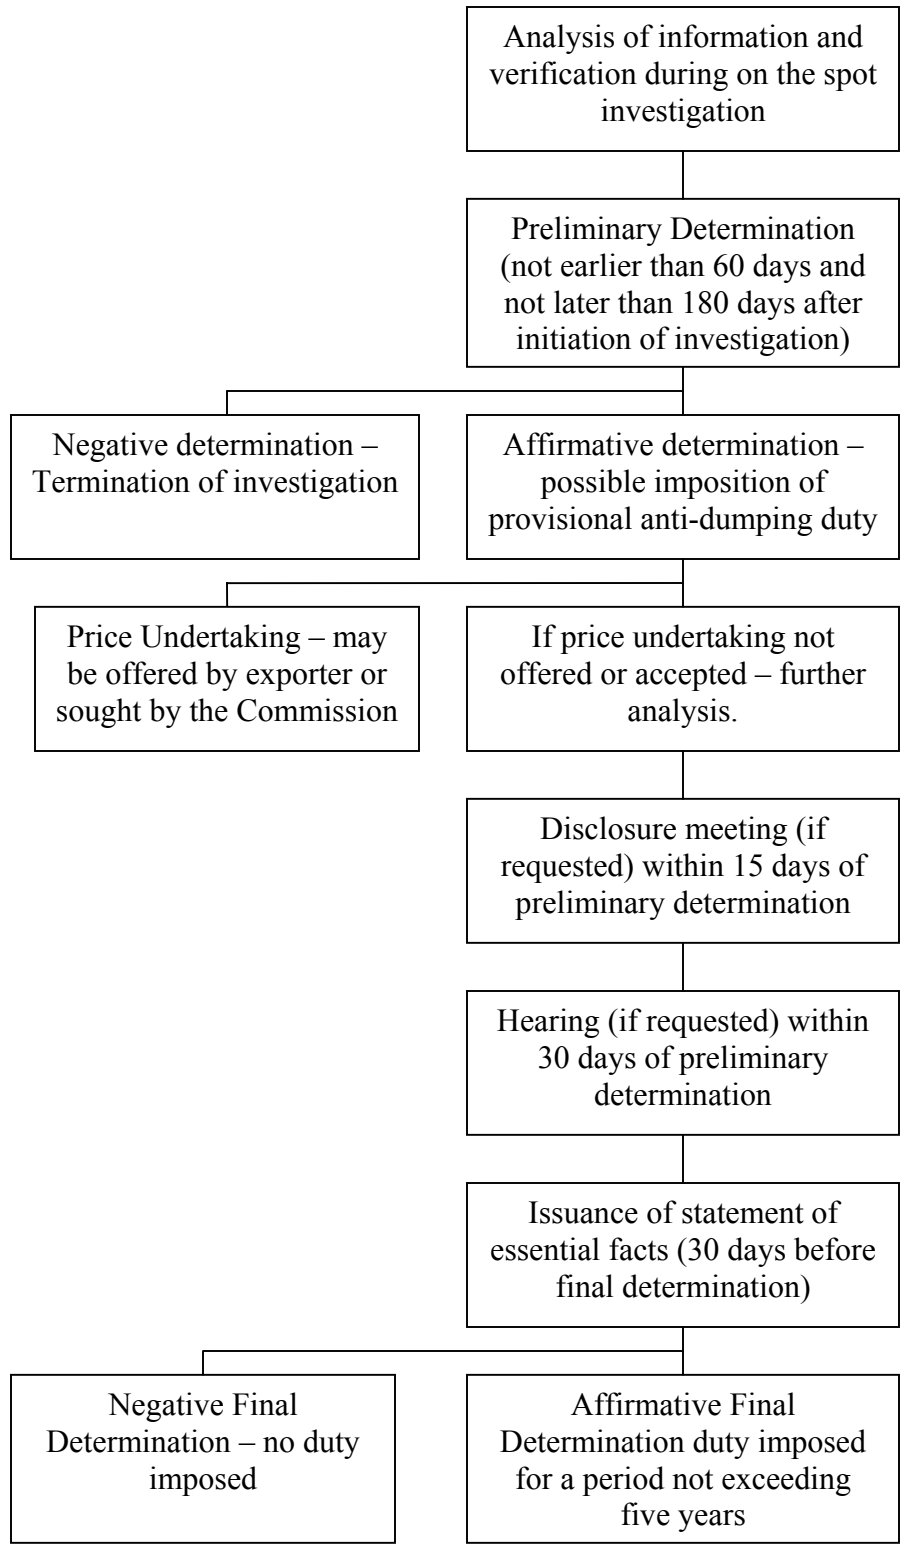 Analysis of information and
verification during on the spot
investigation
Preliminary Determination
(not earlier than 60 days and
not later than 180 days after
initiation of investigation)
Negative determination –
Termination of investigation
Affirmative determination –
possible imposition of
provisional anti-dumping duty
Price Undertaking – may
be offered by exporter or
sought by the Commission
If price undertaking not
offered or accepted – further
analysis.
Disclosure meeting (if
requested) within 15 days of
preliminary determination
Hearing (if requested) within
30 days of preliminary
determination
Issuance of statement of
essential facts (30 days before
final determination)
Negative Final
Determination – no duty
imposed
Affirmative Final
Determination duty imposed
for a period not exceeding
five years